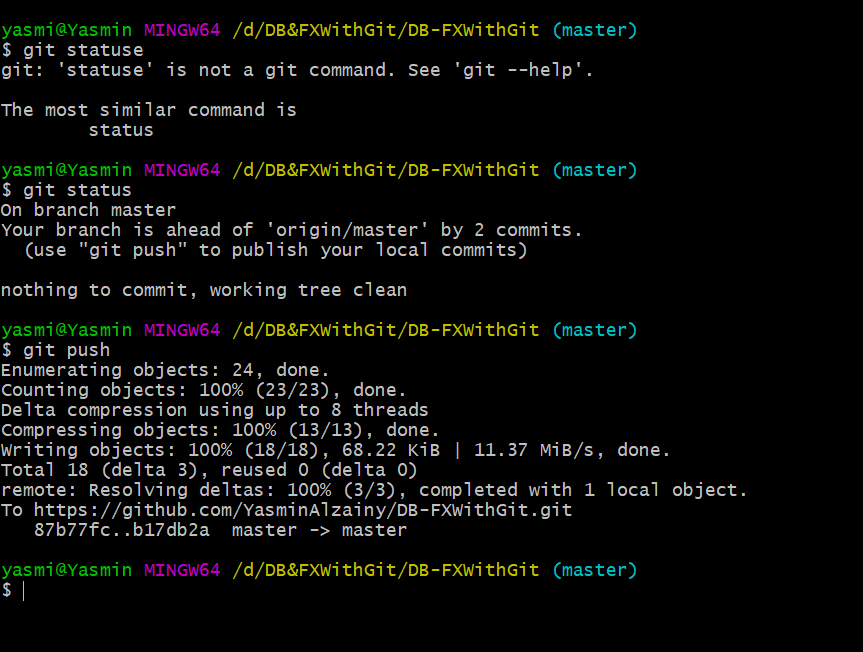 yasmi@Yasmin MINGW64 /d/DB&FXWithGit/DB-FXWithGit (master)
$ git statuse
git: 'statuse' is not a git command. See 'git --help'.
The most similar command is
        status
yasmi@Yasmin MINGW64 /d/DB&FXWithGit/DB-FXWithGit (master)
$ git status
On branch master
Your branch is ahead of 'origin/master' by 2 commits.
  (use "git push" to publish your local commits)
nothing to commit, working tree clean
yasmi@Yasmin MINGW64 /d/DB&FXWithGit/DB-FXWithGit (master)
$ git push
Enumerating objects: 24, done.
Counting objects: 100% (23/23), done.
Delta compression using up to 8 threads
Compressing objects: 100% (13/13), done.
Writing objects: 100% (18/18), 68.22 KiB | 11.37 MiB/s, done.
Total 18 (delta 3), reused 0 (delta 0)
remote: Resolving deltas: 100% (3/3), completed with 1 local object.
To https://github.com/YasminAlzainy/DB-FXWithGit.git
   87b77fc..b17db2a  master -> master
yasmi@Yasmin MINGW64 /d/DB&FXWithGit/DB-FXWithGit (master)
$